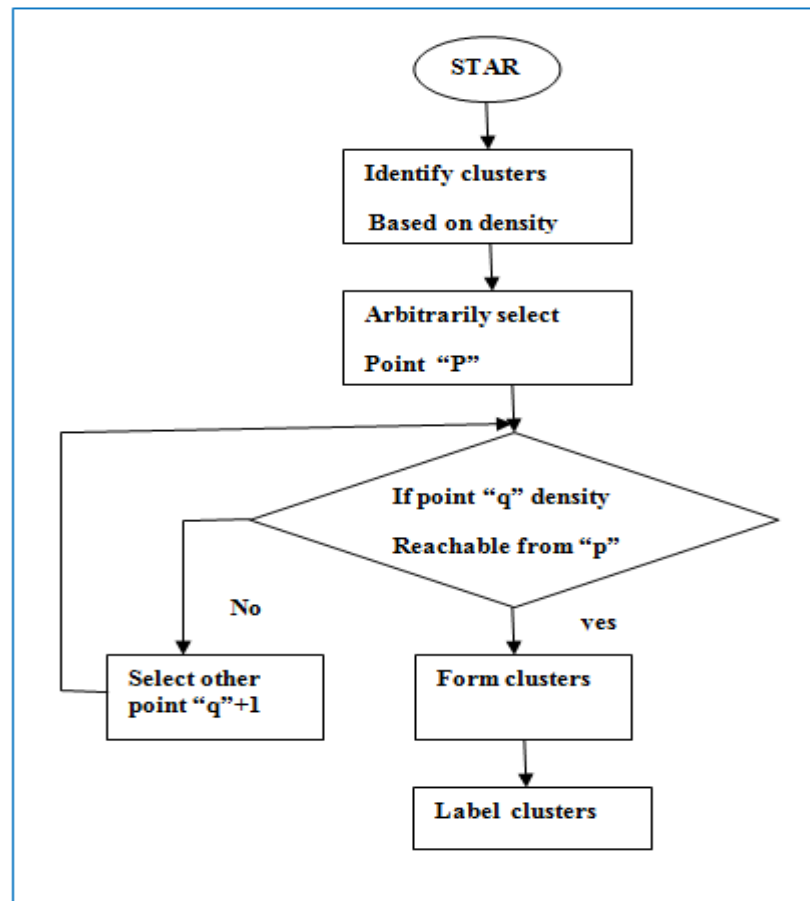 STAR
Identify clusters
Based on density
Arbitrarily select
Point “P”
If point “q” density
Reachable from “p”
No
yes
Select other
point “q”+1
Form clusters
Label clusters